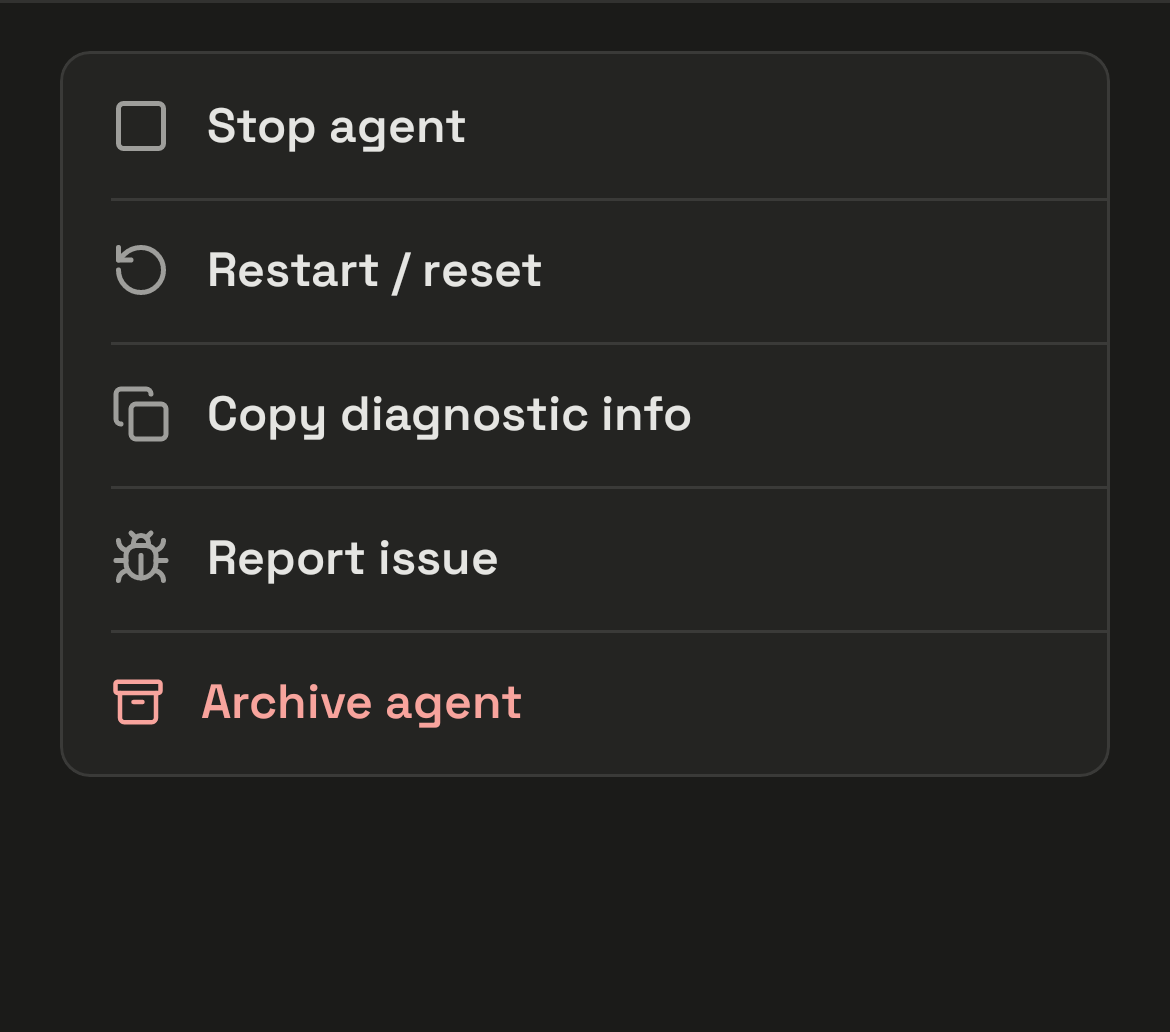 Stop agent
Restart / reset
Copy diagnostic info
Report issue
Archive agent